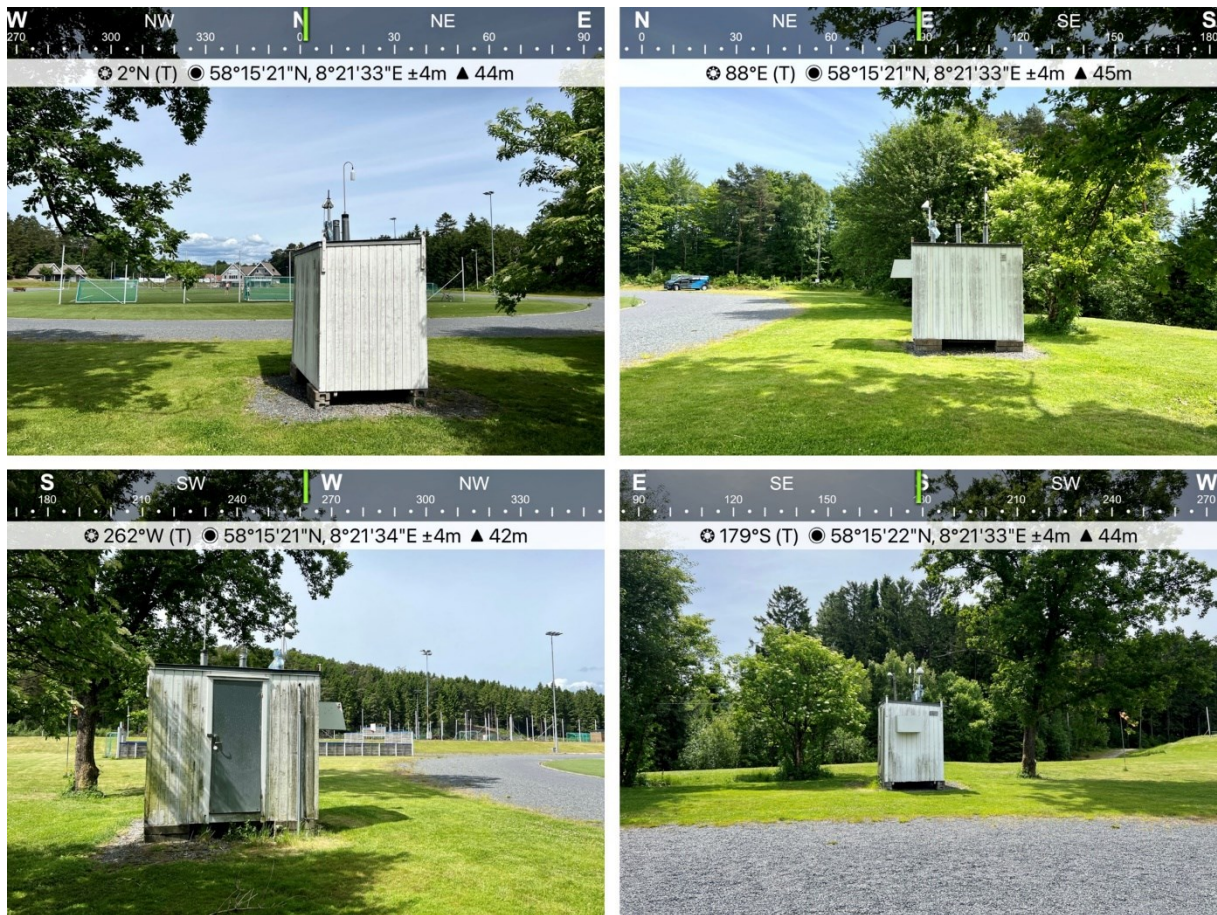 W NW N NE E
270 300 330 0 30 60 90
2°N (T) 58°15'21"N, 8°21'33"E ±4m ▲ 44m
N NE E SE S
0 30 60 90 120 150 180
88°E (T) 58°15'21"N, 8°21'33"E ±4m ▲ 45m
S SW W NW
180 210 240 270 300 330
262°W (T) 58°15'21"N, 8°21'34"E ±4m ▲ 42m
E SE S SW W
90 120 150 180 210 240 270
179°S (T) 58°15'22"N, 8°21'33"E ±4m ▲ 44m